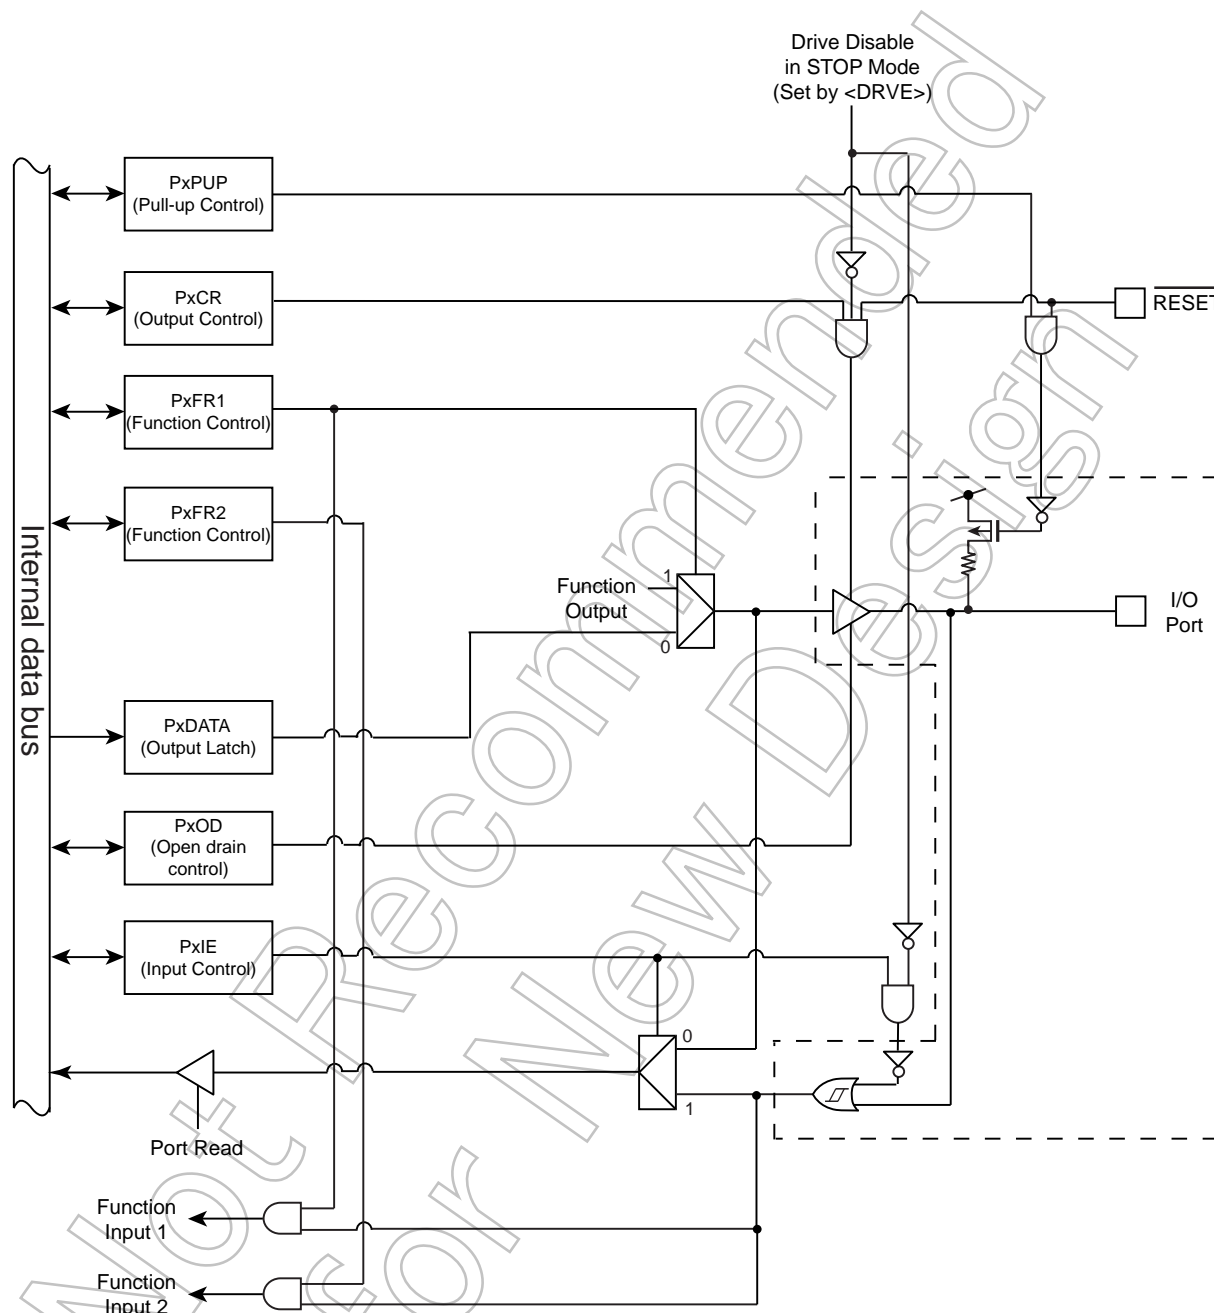 Drive Disable
in STOP Mode
(Set by <DRVE>)
PxPUP
(Pull-up Control)
PxCR
(Output Control)
RESET
PxFR1
(Function Control)
PxFR2
(Function Control)
Internal data bus
Function
Output
1
0
I/O
Port
PxDATA
(Output Latch)
PxOD
(Open drain
control)
PxIE
(Input Control)
0
1
Port Read
Function
Input 1
Function
Input 2
Not Recommended
for New Design